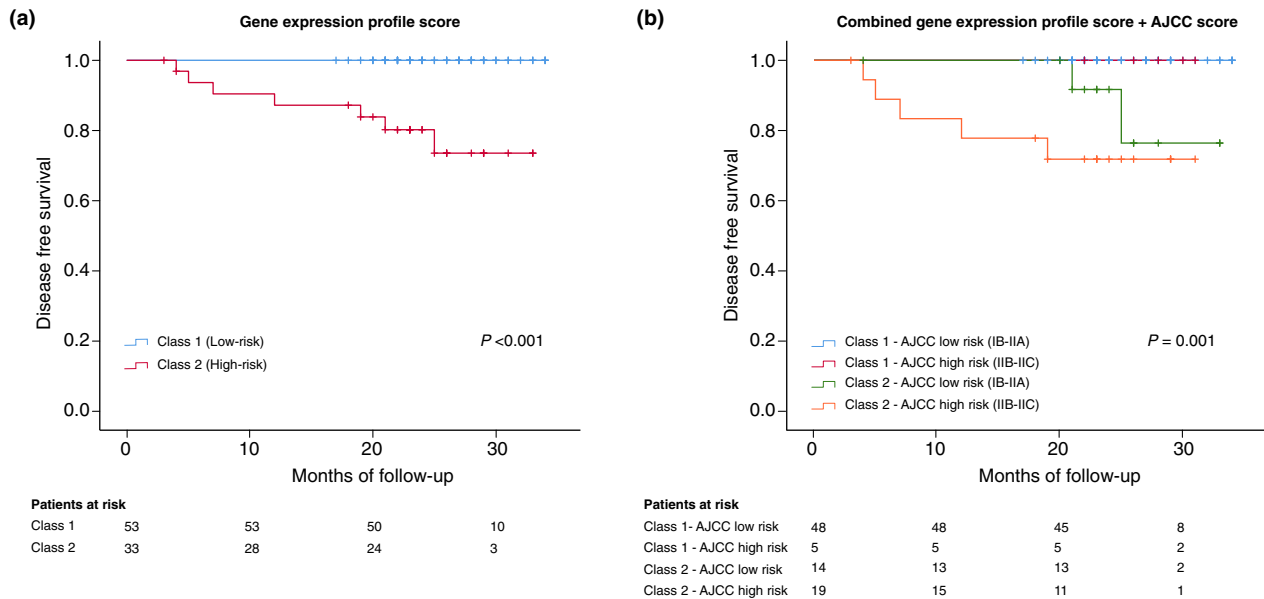 (a)
Gene expression profile score
1.0
0.8
0.6
0.4
0.2
0.0
Disease free survival
Class 1 (Low-risk)
Class 2 (High-risk)
P <0.001
0 10 20 30
Months of follow-up
Patients at risk
Class 1 53 53 50 10
Class 2 33 28 24 3
(b)
Combined gene expression profile score + AJCC score
1.0
0.8
0.6
0.4
0.2
0.0
Disease free survival
Class 1 - AJCC low risk (IB-IIA)
Class 1 - AJCC high risk (IIB-IIC)
Class 2 - AJCC low risk (IB-IIA)
Class 2 - AJCC high risk (IIB-IIC)
P = 0.001
0 10 20 30
Months of follow-up
Patients at risk
Class 1- AJCC low risk 48 48 45 8
Class 1 - AJCC high risk 5 5 5 2
Class 2 - AJCC low risk 14 13 13 2
Class 2 - AJCC high risk 19 15 11 1